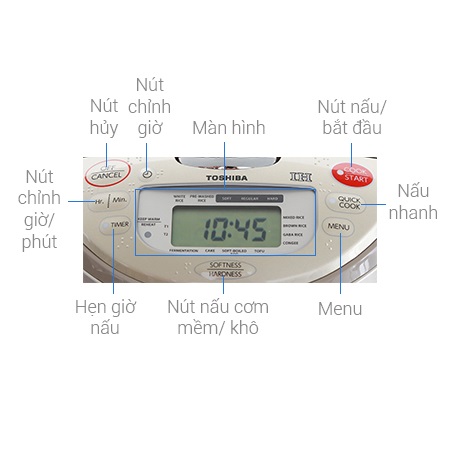 Nút
chỉnh
giờ
Nút
hủy
Màn hình
Nút nấu/
bắt đầu
Nút
chỉnh
giờ/
phút
Nấu
nhanh
OFF
CANCEL
TOSHIBA
IH
COOK
START
WHITE RICE
PRE WASHED RICE
SOFT REGULAR HARD
Hr. Min.
QUICK
COOK
KEEP WARM
REHEAT
10:45
MIXED RICE
BROWN RICE
GABA RICE
CONGEE
TIMER
MENU
FERMENTATION CAKE SOFT-BOILED TOFU
SOFTNESS
HARDNESS
Hẹn giờ
nấu
Nút nấu cơm
mềm/ khô
Menu